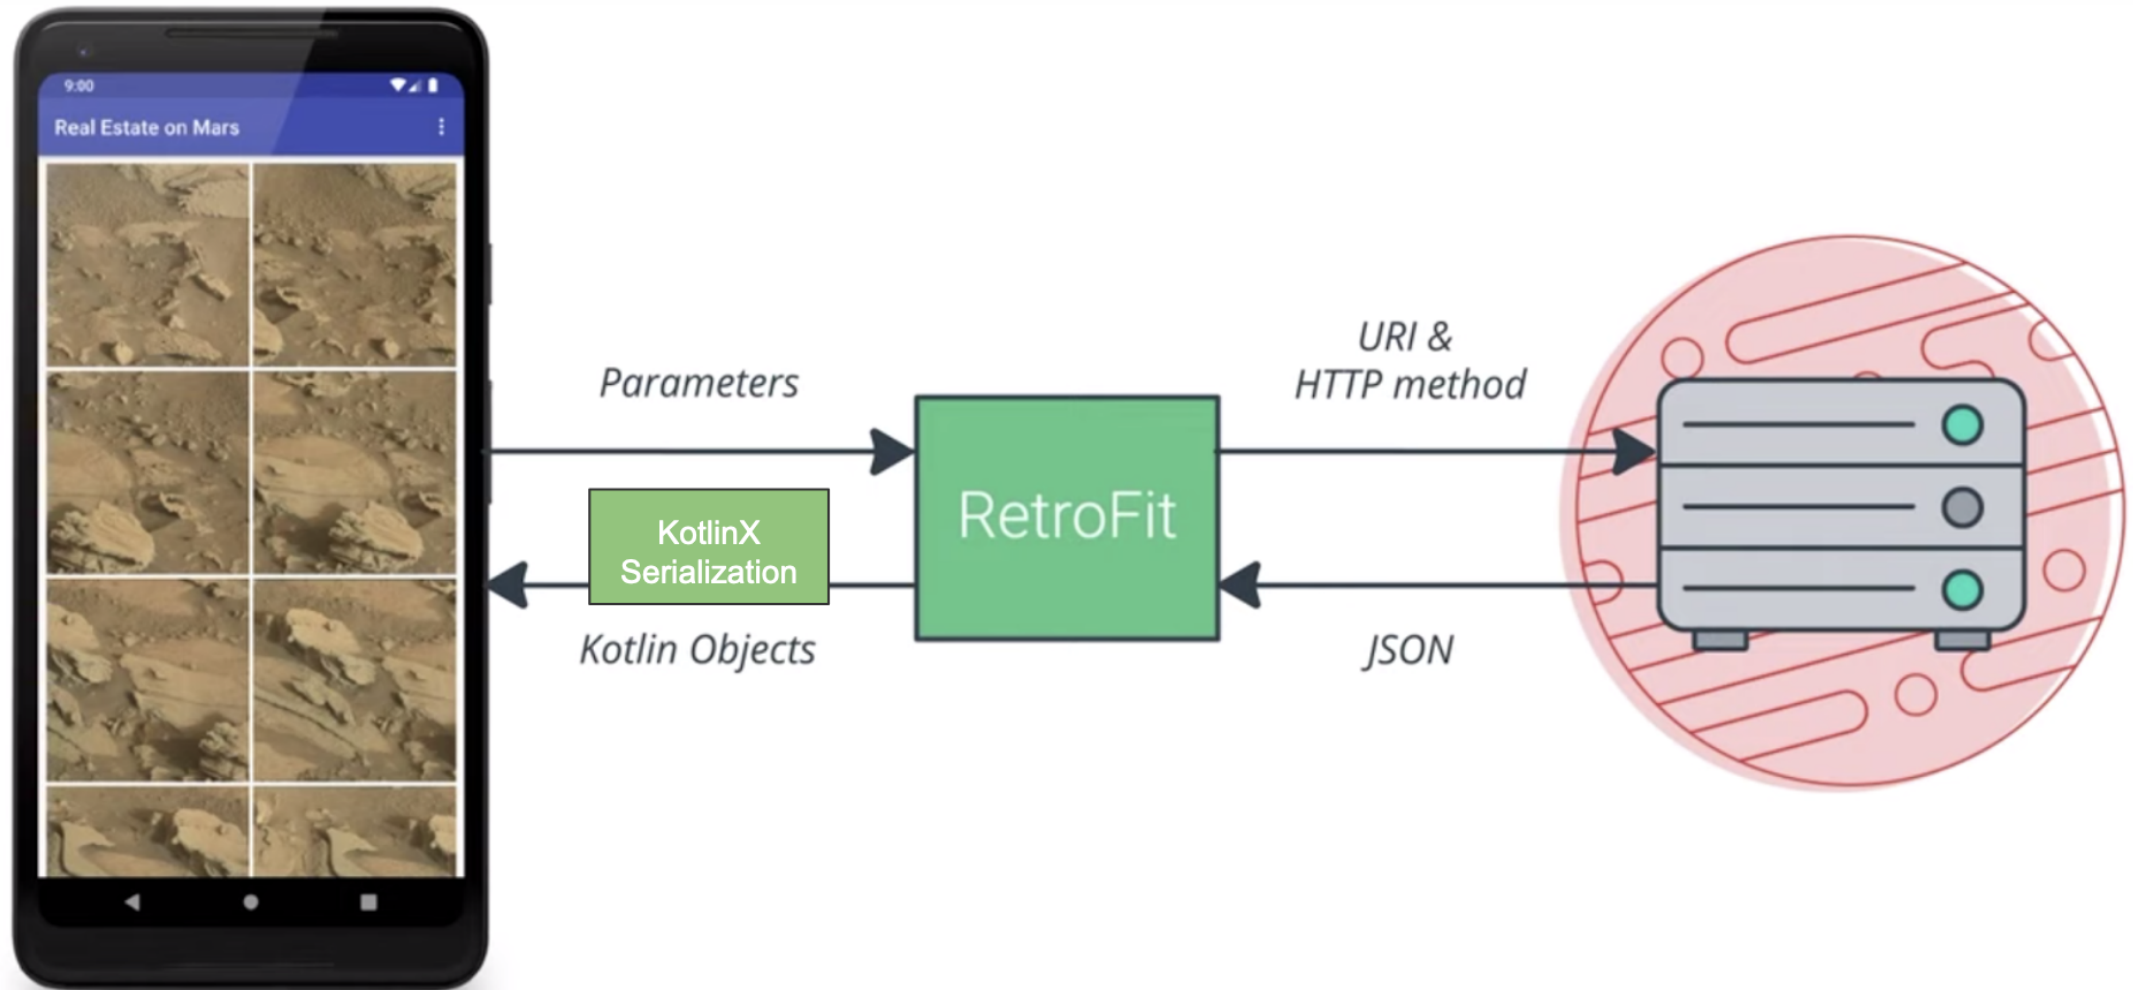 9:00
Real Estate on Mars
Parameters
KotlinX
Serialization
Kotlin Objects
RetroFit
URI &
HTTP method
JSON